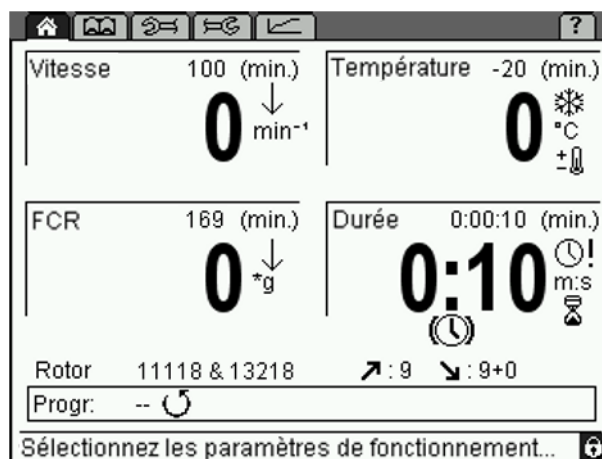 ?
Vitesse 100 (min.)
0 min⁻¹
Température -20 (min.)
0 °C
FCR 169 (min.)
0 *g
Durée 0:00:10 (min.)
0:10 m:s
Rotor 11118 & 13218 ↗ : 9 ↘ : 9+0
Progr: --
Sélectionnez les paramètres de fonctionnement...